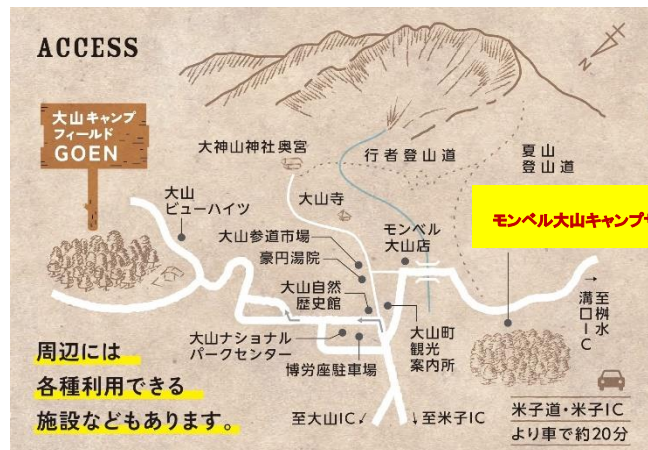 ACCESS
N
大山キャンプ
フィールド
GOEN
大神山神社奥宮
行者登山道
夏山
登山道
大山
ビューハイツ
大山寺
モンベル大山キャンプ
大山参道市場
モンベル
大山店
豪円湯院
大山自然
歴史館
至桝水
溝口IC
大山ナショナル
パークセンター
大山町
観光
案内所
博労座駐車場
周辺には
各種利用できる
施設などもあります。
至大山IC
至米子IC
米子道・米子IC
より車で約20分